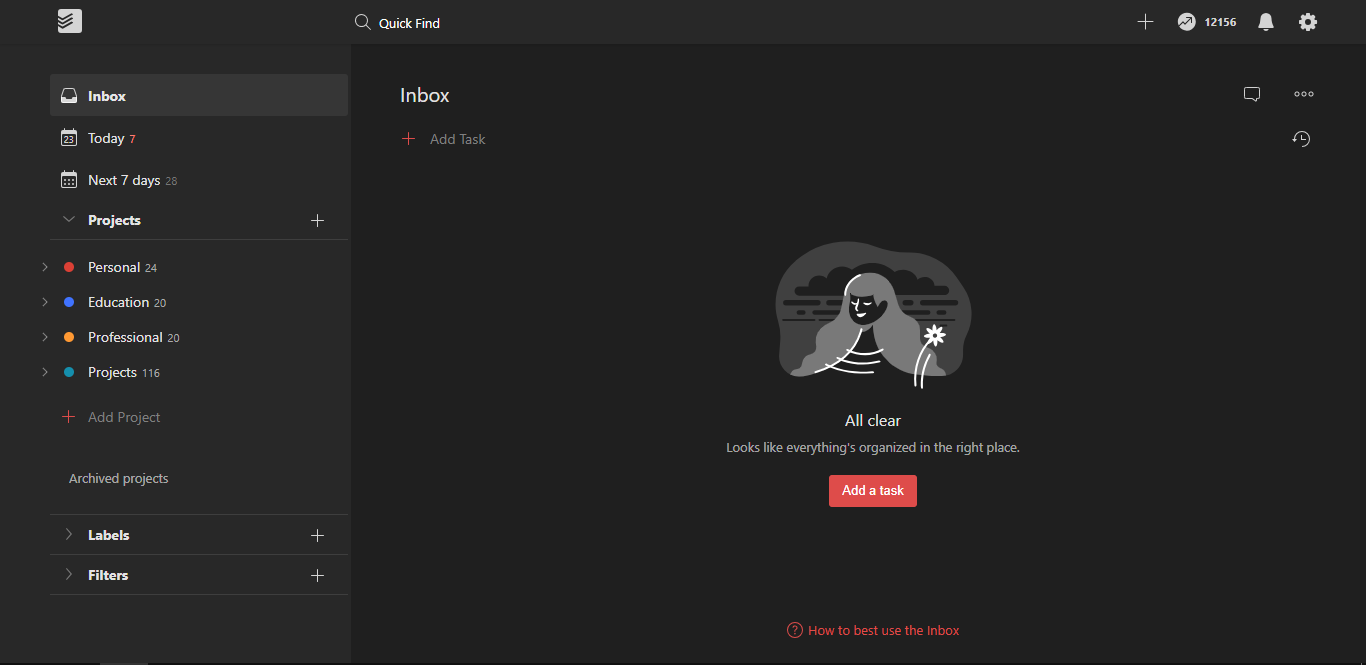 Quick Find
12156
Inbox
23 Today 7
Next 7 days 28
Projects
Personal 24
Education 20
Professional 20
Projects 116
Add Project
Archived projects
Labels
Filters
Inbox
Add Task
All clear
Looks like everything's organized in the right place.
Add a task
? How to best use the Inbox